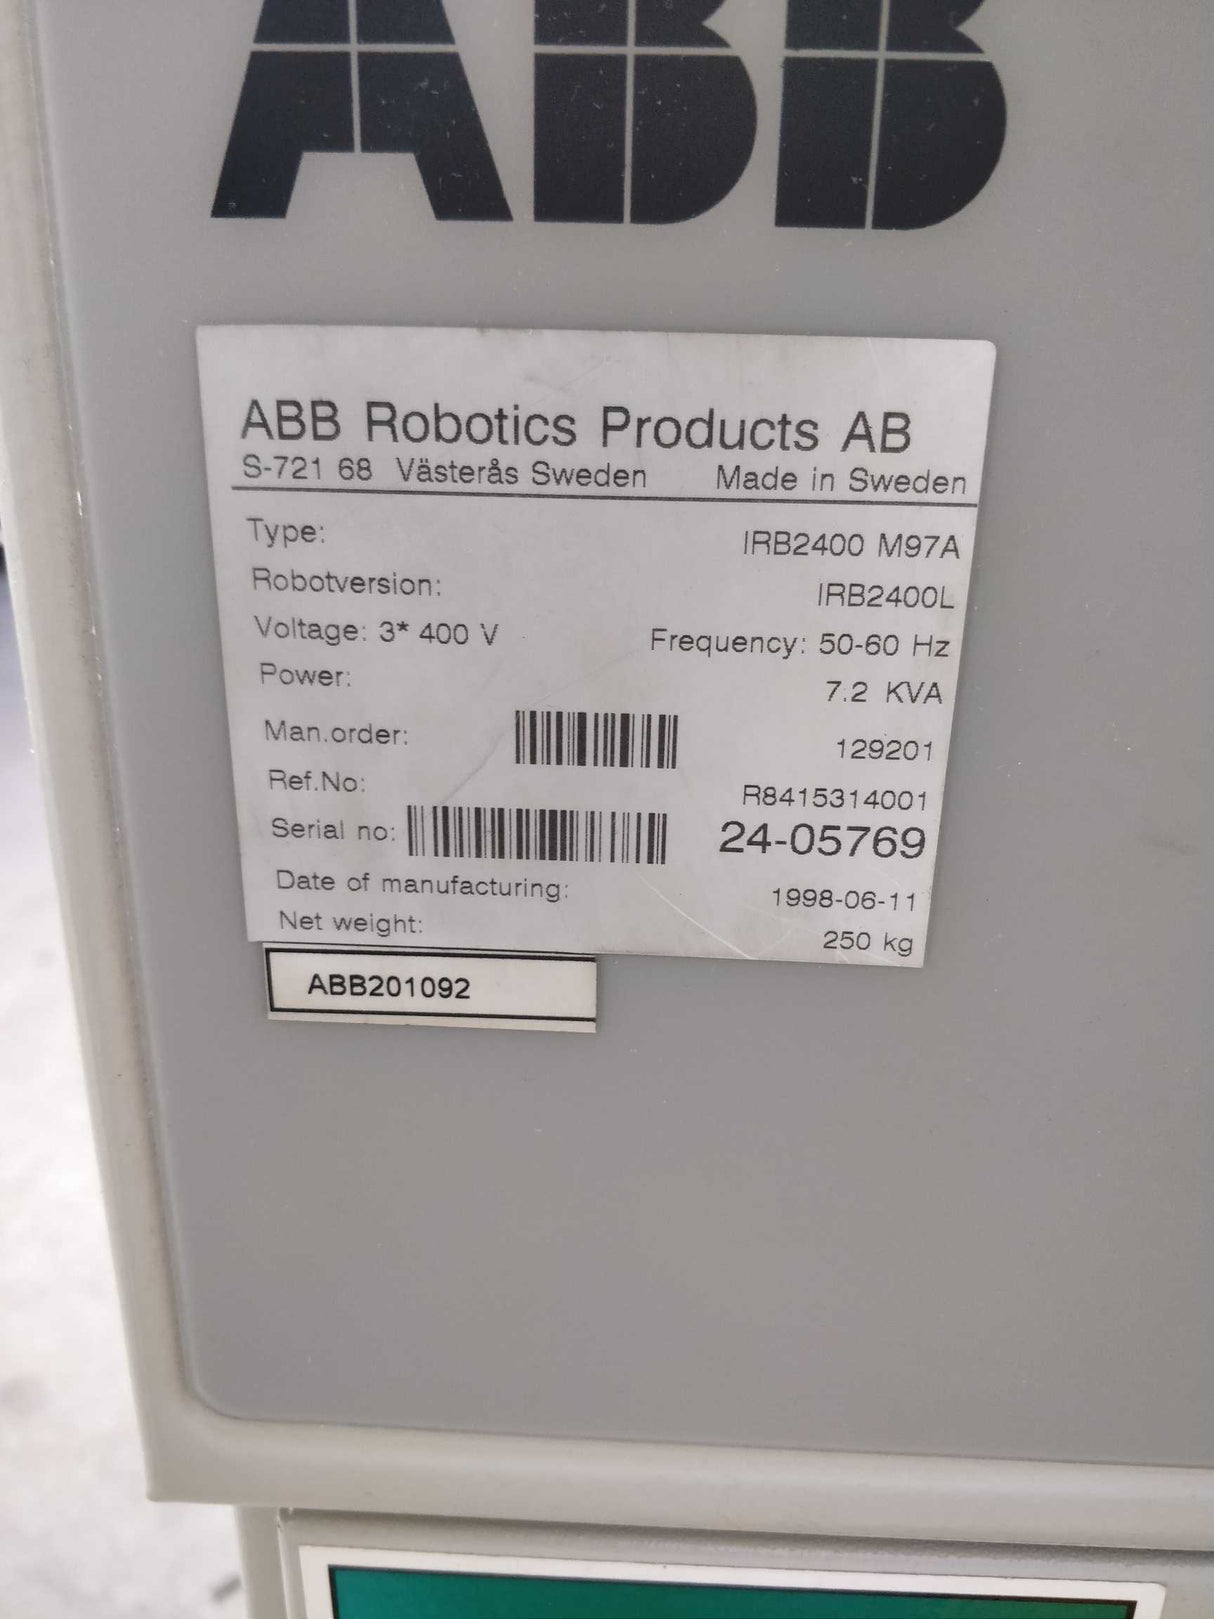 ABB
ABB Robotics Products AB
S-721 68 Västerås Sweden Made in Sweden
Type: IRB2400 M97A
Robotversion: IRB2400L
Voltage: 3* 400 V Frequency: 50-60 Hz
Power: 7.2 KVA
Man.order: 129201
Ref.No: R8415314001
Serial no: 24-05769
Date of manufacturing: 1998-06-11
Net weight: 250 kg
ABB201092